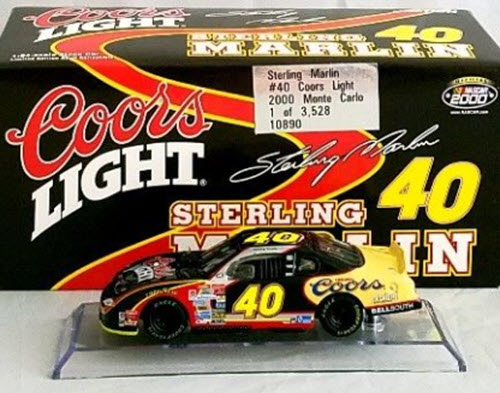 Coors
LIGHT
STERLING
MARLIN
40
Sterling Marlin
#40 Coors Light
2000 Monte Carlo
1 of 3,528
10890
NASCAR
2000
Coors
LIGHT
Sterling Marlin
STERLING
40
MARLIN
40
40
Coors
BELLSOUTH